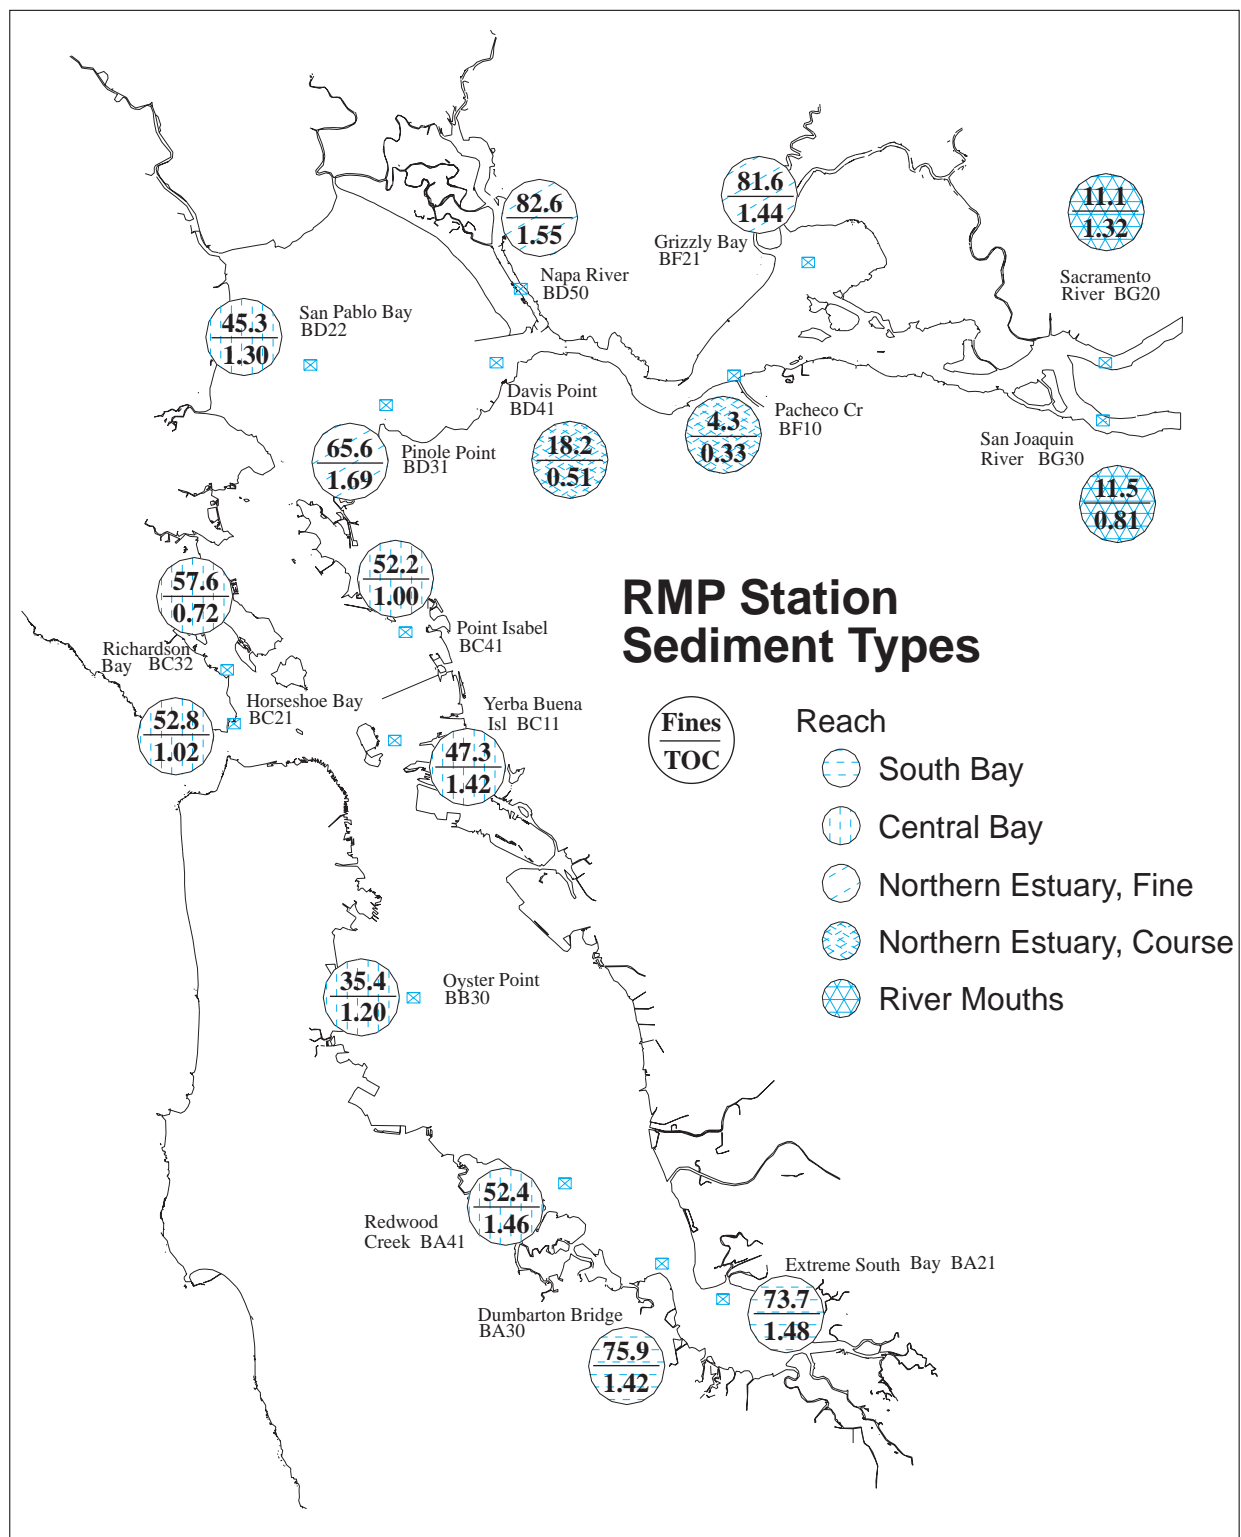 82.6
1.55
Napa River
BD50
81.6
1.44
Grizzly Bay
BF21
11.1
1.32
Sacramento
River BG20
45.3
1.30
San Pablo Bay
BD22
Davis Point
BD41
18.2
0.51
Pacheco Cr
BF10
4.3
0.33
San Joaquin
River BG30
11.5
0.81
65.6
1.69
Pinole Point
BD31
57.6
0.72
Richardson
Bay BC32
52.2
1.00
Point Isabel
BC41
RMP Station
Sediment Types
Fines
TOC
Reach
South Bay
Central Bay
Northern Estuary, Fine
Northern Estuary, Course
River Mouths
52.8
1.02
Horseshoe Bay
BC21
Yerba Buena
Isl BC11
47.3
1.42
35.4
1.20
Oyster Point
BB30
52.4
1.46
Redwood
Creek BA41
Extreme South Bay BA21
73.7
1.48
Dumbarton Bridge
BA30
75.9
1.42